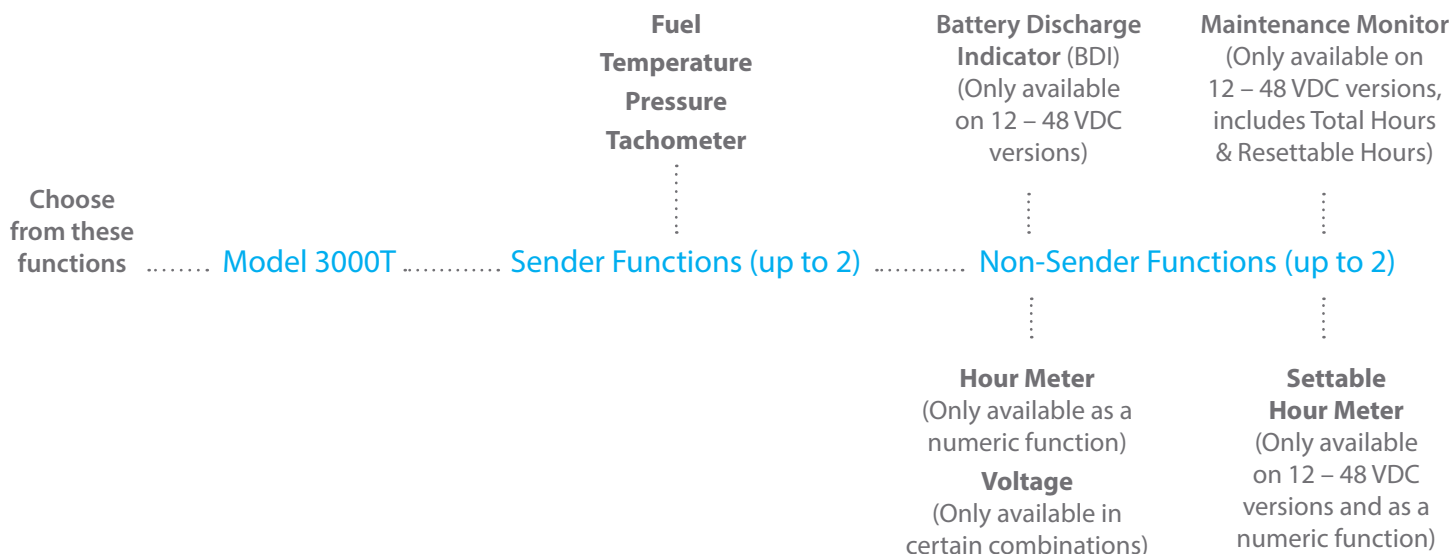 Fuel
Temperature
Pressure
Tachometer
Battery Discharge
Indicator (BDI)
(Only available
on 12 – 48 VDC
versions)
Maintenance Monitor
(Only available on
12 – 48 VDC versions,
includes Total Hours
& Resettable Hours)
Choose
from these
functions
Model 3000T
Sender Functions (up to 2)
Non-Sender Functions (up to 2)
Hour Meter
(Only available as a
numeric function)
Voltage
(Only available in
certain combinations)
Settable
Hour Meter
(Only available
on 12 – 48 VDC
versions and as a
numeric function)